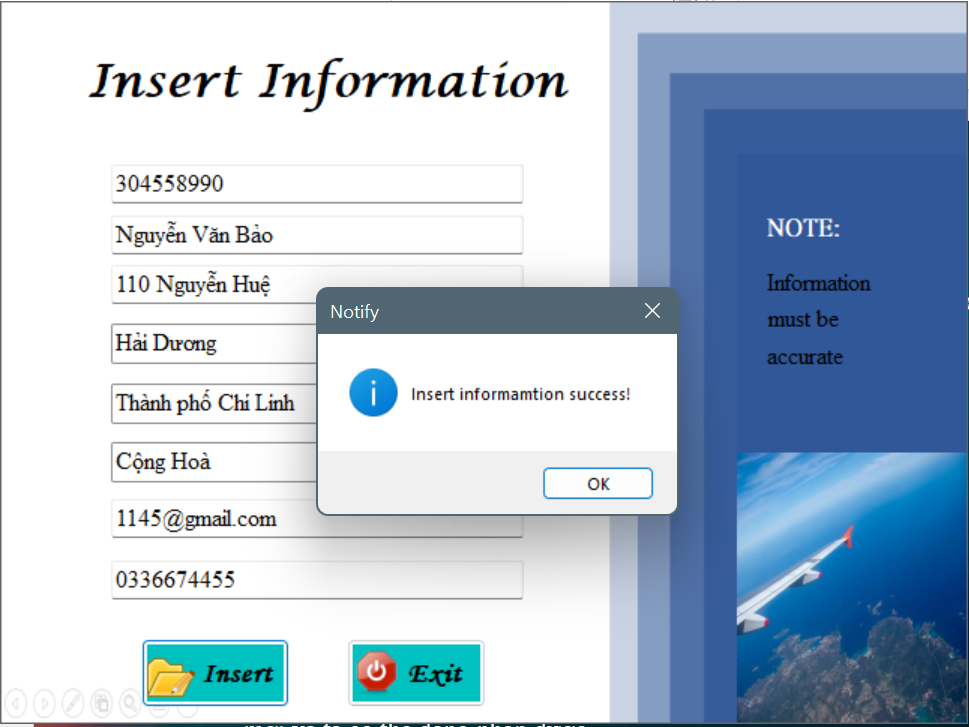 Insert Information
304558990
Nguyễn Văn Bảo
110 Nguyễn Huệ
Hải Dương
Thành phố Chí Linh
Cộng Hoà
1145@gmail.com
0336674455
Notify
Insert informamtion success!
OK
NOTE:
Information
must be
accurate
Insert
Exit